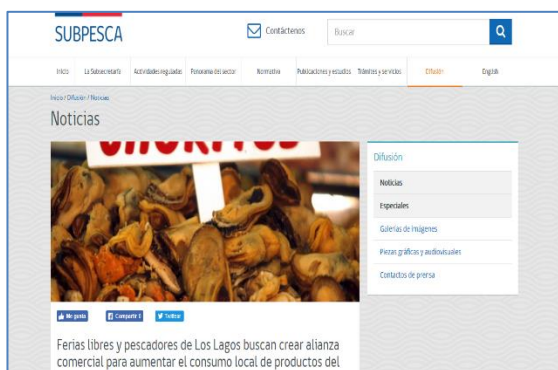 SUBPESCA
Contáctenos
Buscar
Inicio
La Subsecretaría
Actividades reguladas
Panorama del sector
Normativa
Publicaciones y estudios
Trámites y servicios
Difusión
English
Inicio / Difusión / Noticias
Noticias
CHORITOS
Difusión
Noticias
Especiales
Galerías de imágenes
Piezas gráficas y audiovisuales
Contactos de prensa
Me gusta
Compartir
Twittear
Ferias libres y pescadores de Los Lagos buscan crear alianza
comercial para aumentar el consumo local de productos del